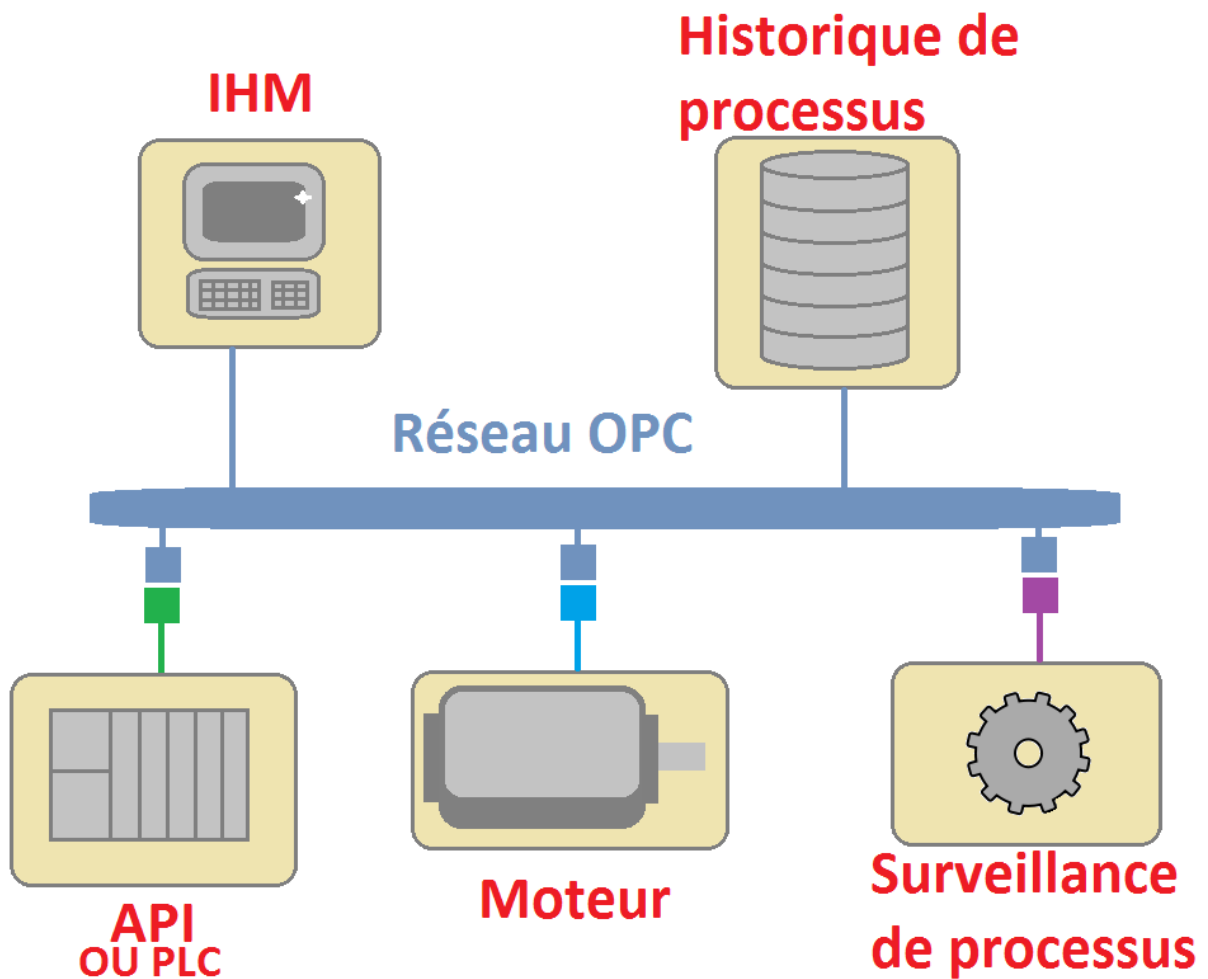 IHM
Historique de
processus
Réseau OPC
API
OU PLC
Moteur
Surveillance
de processus